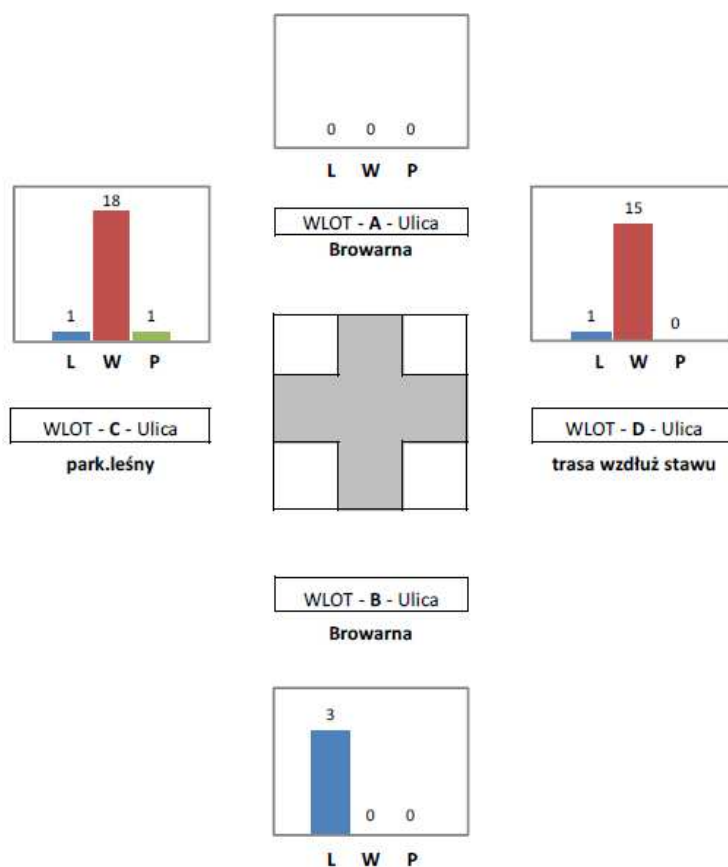 0 0 0
L W P
WLOT - A - Ulica
Browarna
18
1 1
L W P
WLOT - C - Ulica
park.leśny
15
1 0
L W P
WLOT - D - Ulica
trasa wzdłuż stawu
WLOT - B - Ulica
Browarna
3
0 0
L W P